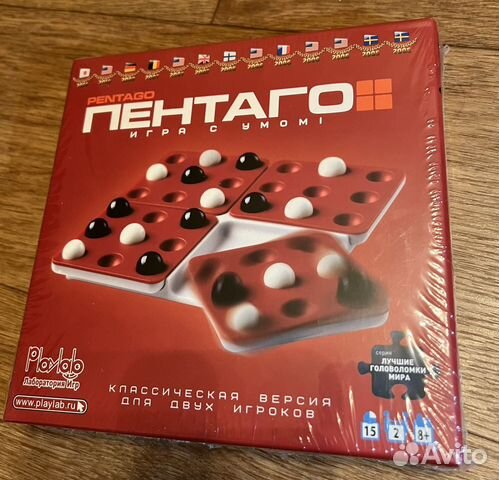 PENTAGO
ПЕНТАГО
ИГРА С УМОМ!
Playlab
Лаборатория Игр
www.playlab.ru
КЛАССИЧЕСКАЯ ВЕРСИЯ
ДЛЯ ДВУХ ИГРОКОВ
серия
ЛУЧШИЕ
ГОЛОВОЛОМКИ
МИРА
15 2 8+
Avito